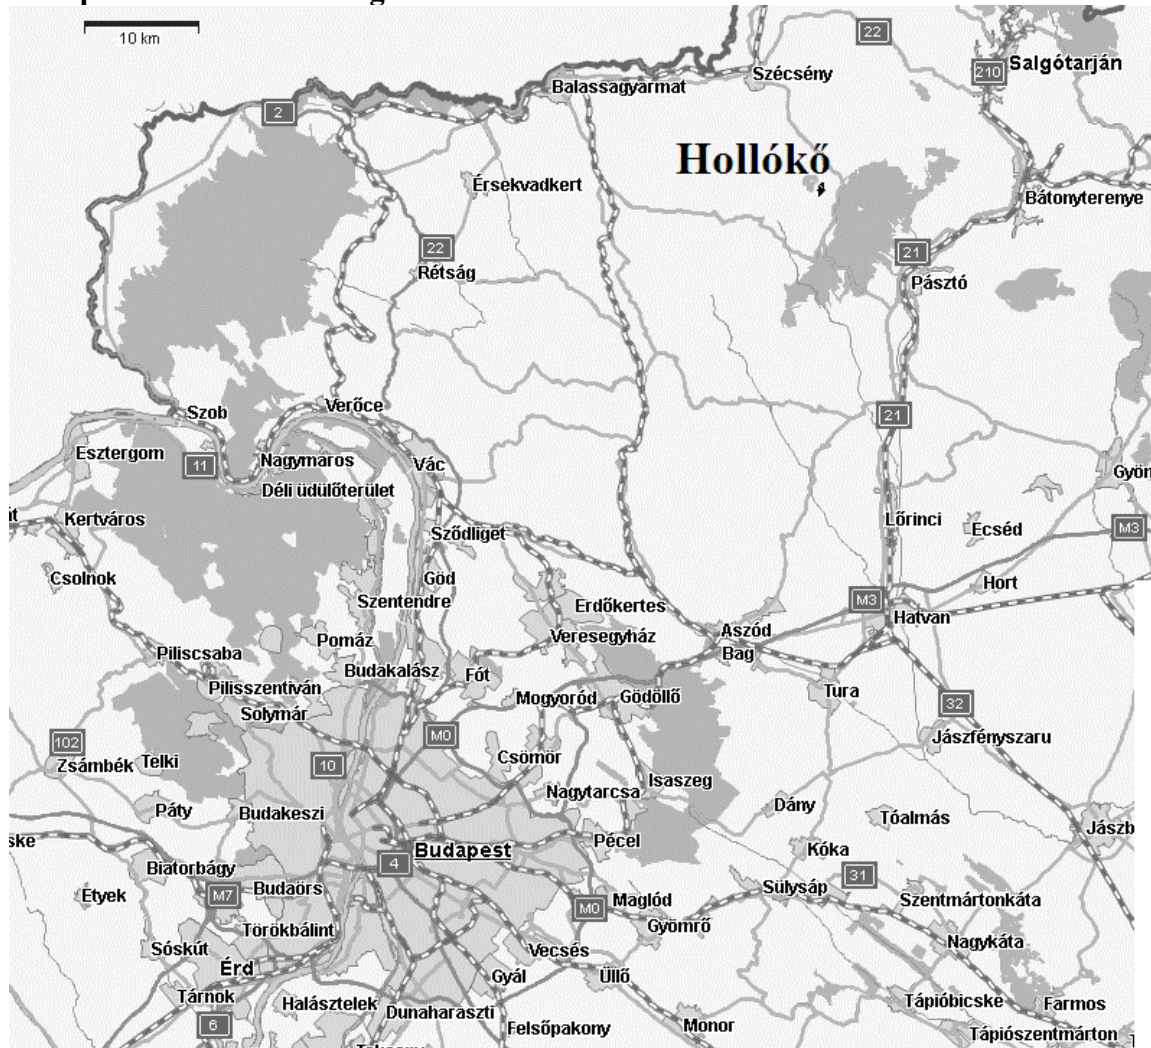 10 km
22
Szécsény
210
Salgótarján
Balassagyarmat
2
Hollókő
Érsekvadkert
Bátonyterenye
22
Rétság
21
Pásztó
Szob
Verőce
21
Esztergom
11
Nagymaros
Vác
Gyön
Déli üdülőterület
át
Kertváros
Sződliget
Lőrinci
Ecséd
M3
Csolnok
Göd
Hort
Szentendre
Erdőkertes
M3
Hatvan
Pomáz
Veresegyház
Aszód
Piliscsaba
Budakalász
Fót
Bag
Pilisszentiván
Mogyoród
Gödöllő
Tura
Solymár
32
102
M0
Jászfényszaru
Zsámbék
Telki
10
Csömör
Isaszeg
Nagytarcsa
Dány
Páty
Budakeszi
Tóalmás
Jászb
ske
Pécel
Budapest
Kóka
4
Biatorbágy
31
Etyek
M7
Budaörs
Sülysáp
Maglód
Szentmártonkáta
M0
Gyömrő
Törökbálint
Sóskút
Vecsés
Nagykáta
Érd
Gyál
Üllő
Tárnok
Halásztelek
Dunaharaszti
Tápióbicske
Farmos
6
Felsőpakony
Monor
Tápiószentmárton